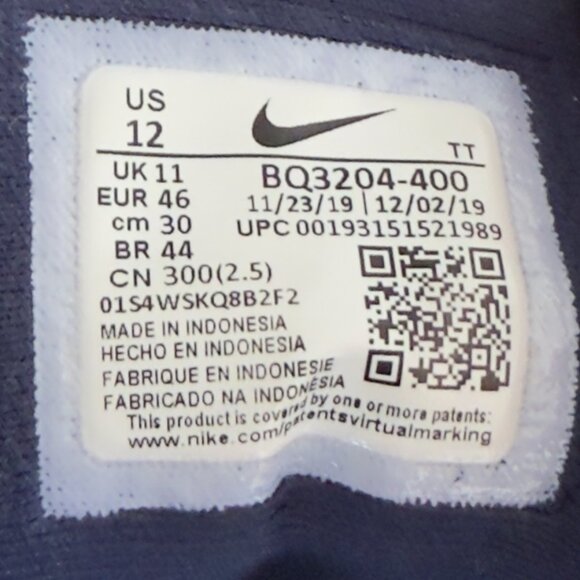 US
12
TT
UK 11
EUR 46
cm 30
BR 44
CN 300(2.5)
BQ3204-400
11/23/19 | 12/02/19
UPC 00193151521989
01S4WSKQ8B2F2
MADE IN INDONESIA
HECHO EN INDONESIA
FABRIQUE EN INDONESIE
FABRICADO NA INDONÉSIA
This product is covered by one or more patents:
www.nike.com/patentsvirtualmarking